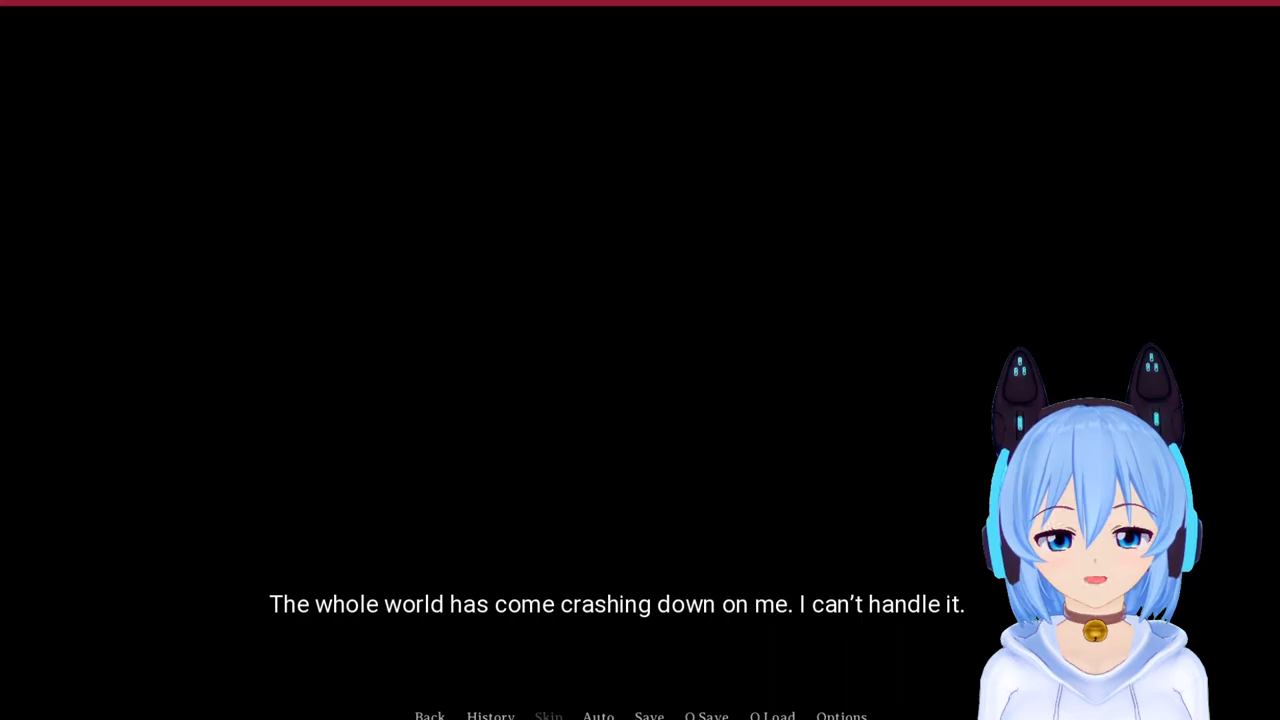 The whole world has come crashing down on me. I can’t handle it.
Back History Skip Auto Save Q.Save Q.Load Options